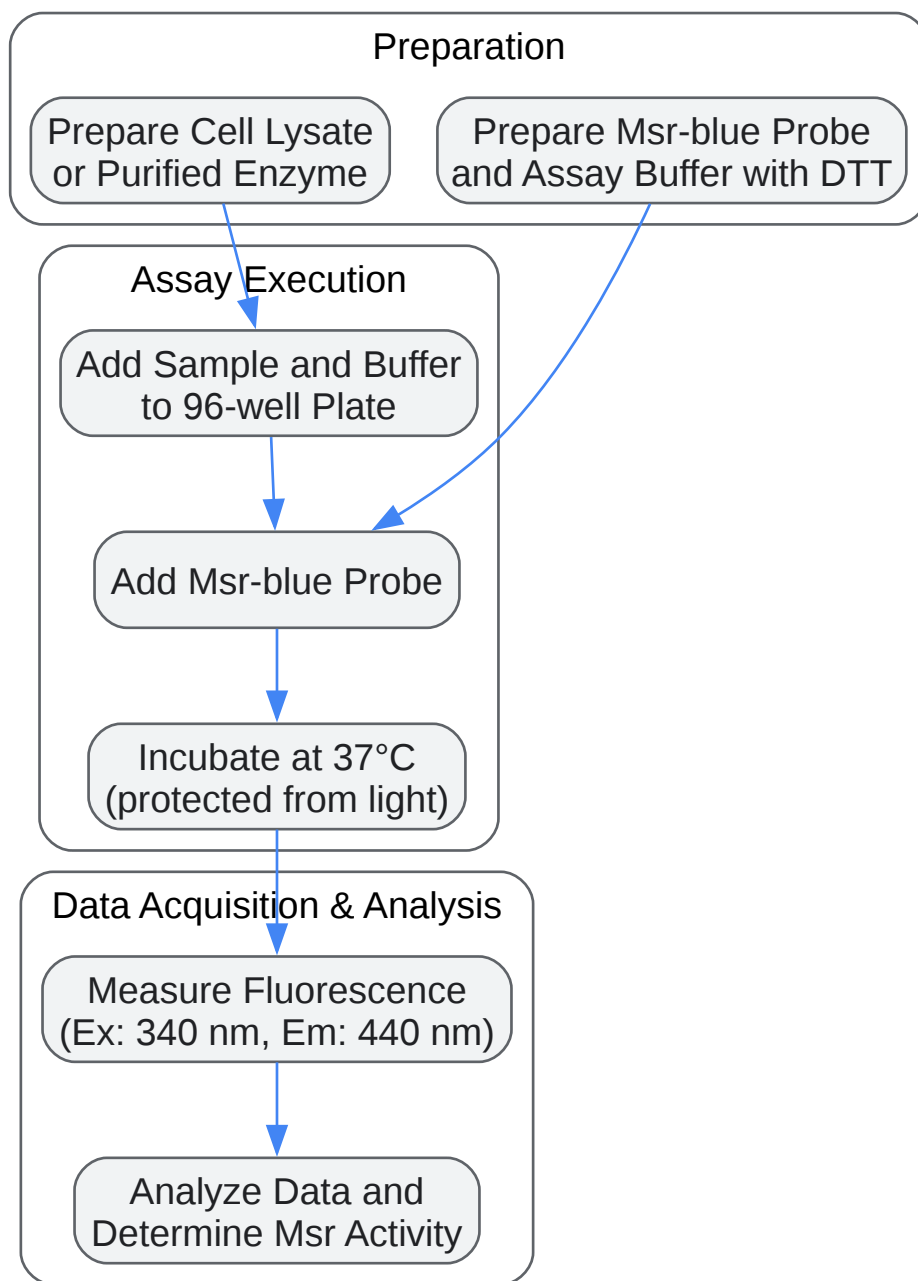 Preparation
Prepare Cell Lysate
or Purified Enzyme
Prepare Msr-blue Probe
and Assay Buffer with DTT
Assay Execution
Add Sample and Buffer
to 96-well Plate
Add Msr-blue Probe
Incubate at 37°C
(protected from light)
Data Acquisition & Analysis
Measure Fluorescence
(Ex: 340 nm, Em: 440 nm)
Analyze Data and
Determine Msr Activity